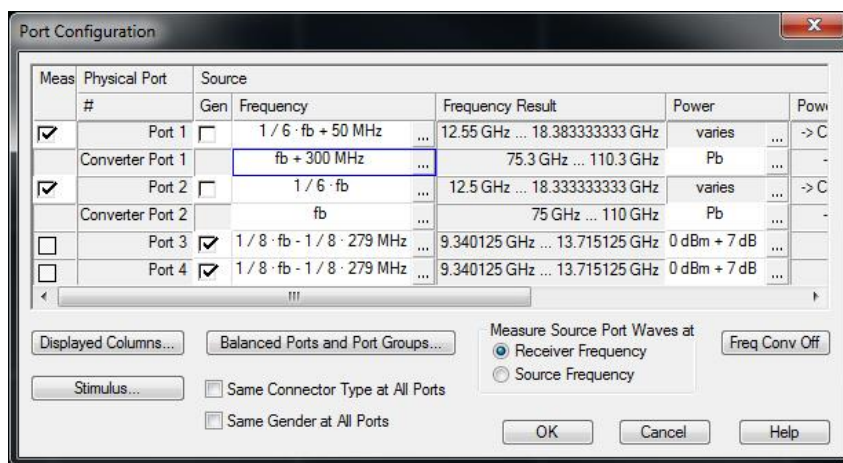 Port Configuration
Meas Physical Port Source
# Gen Frequency Frequency Result Power Powe
Port 1 1 / 6 · fb + 50 MHz ... 12.55 GHz ... 18.383333333 GHz varies ... -> C
Converter Port 1 fb + 300 MHz ... 75.3 GHz ... 110.3 GHz Pb ... -
Port 2 1 / 6 · fb ... 12.5 GHz ... 18.333333333 GHz varies ... -> C
Converter Port 2 fb ... 75 GHz ... 110 GHz Pb ... -
Port 3 1 / 8 · fb - 1 / 8 · 279 MHz ... 9.340125 GHz ... 13.715125 GHz 0 dBm + 7 dB ...
Port 4 1 / 8 · fb - 1 / 8 · 279 MHz ... 9.340125 GHz ... 13.715125 GHz 0 dBm + 7 dB ...
Displayed Columns...
Balanced Ports and Port Groups...
Measure Source Port Waves at
Receiver Frequency
Source Frequency
Freq Conv Off
Stimulus...
Same Connector Type at All Ports
Same Gender at All Ports
OK
Cancel
Help